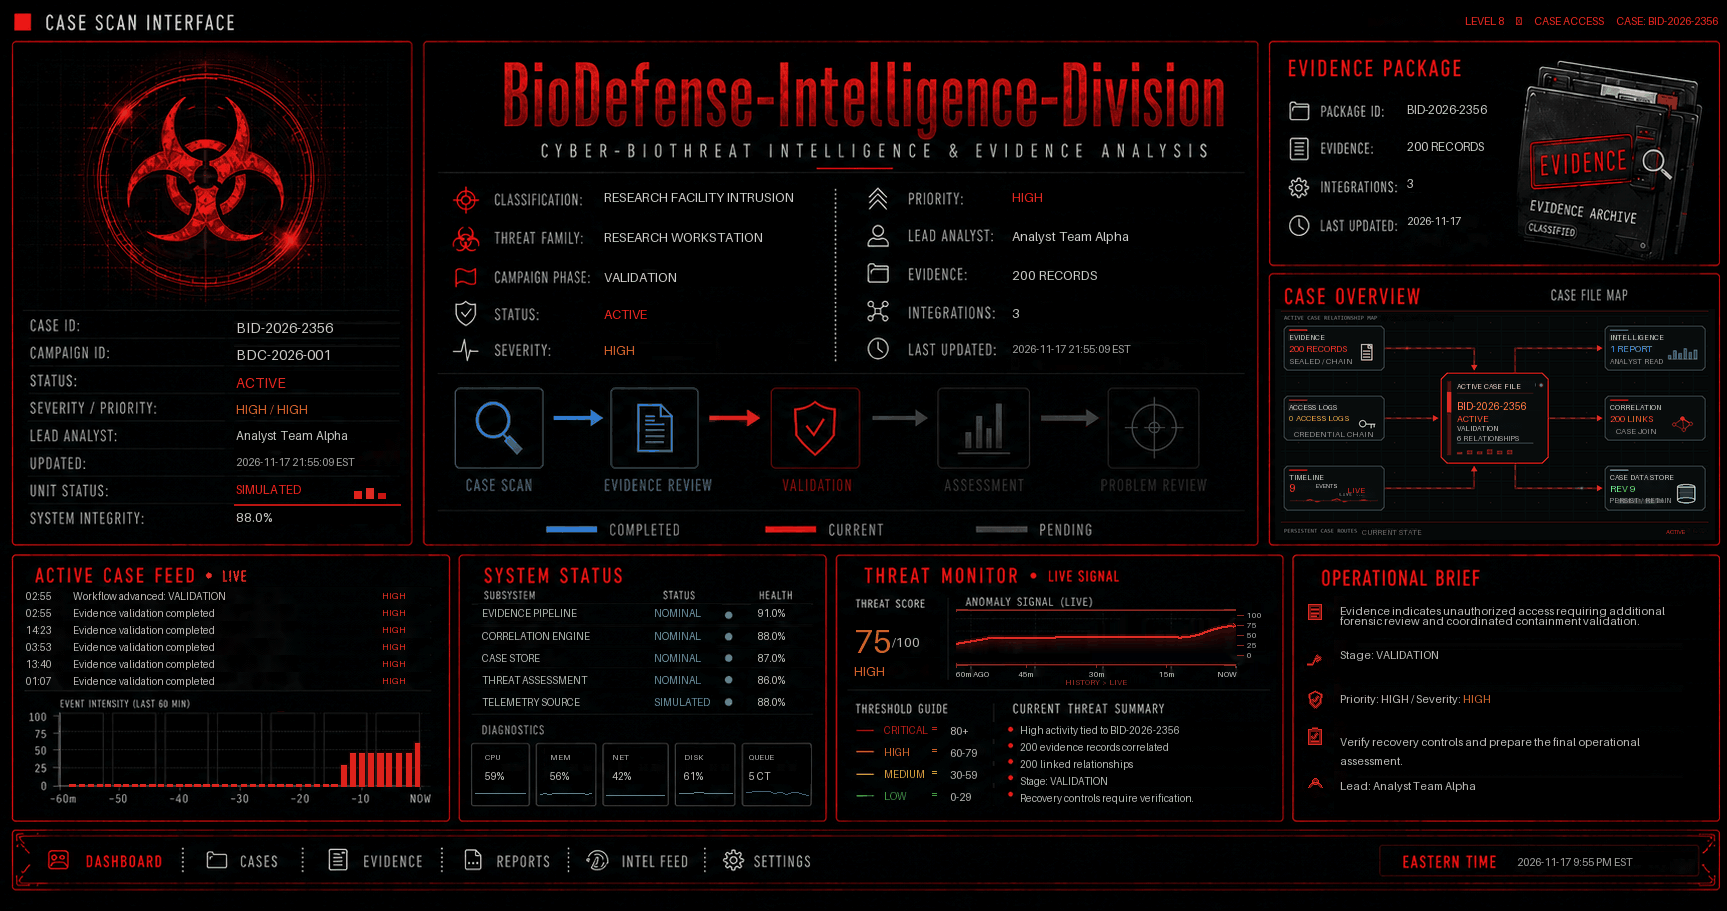 CASE SCAN INTERFACE
LEVEL 8 CASE ACCESS CASE: BID-2026-2356
CASE ID: BID-2026-2356
CAMPAIGN ID: BDC-2026-001
STATUS: ACTIVE
SEVERITY / PRIORITY: HIGH / HIGH
LEAD ANALYST: Analyst Team Alpha
UPDATED: 2026-11-17 21:55:09 EST
UNIT STATUS: SIMULATED
SYSTEM INTEGRITY: 88.0%
BioDefense-Intelligence-Division
CYBER-BIOTHREAT INTELLIGENCE & EVIDENCE ANALYSIS
CLASSIFICATION: RESEARCH FACILITY INTRUSION
THREAT FAMILY: RESEARCH WORKSTATION
CAMPAIGN PHASE: VALIDATION
STATUS: ACTIVE
SEVERITY: HIGH
PRIORITY: HIGH
LEAD ANALYST: Analyst Team Alpha
EVIDENCE: 200 RECORDS
INTEGRATIONS: 3
LAST UPDATED: 2026-11-17 21:55:09 EST
CASE SCAN
EVIDENCE REVIEW
VALIDATION
ASSESSMENT
PROBLEM REVIEW
COMPLETED
CURRENT
PENDING
EVIDENCE PACKAGE
PACKAGE ID: BID-2026-2356
EVIDENCE: 200 RECORDS
INTEGRATIONS: 3
LAST UPDATED: 2026-11-17
EVIDENCE
EVIDENCE ARCHIVE
CLASSIFIED
CASE OVERVIEW
CASE FILE MAP
ACTIVE CASE RELATIONSHIP MAP
EVIDENCE
200 RECORDS
SEALED / CHAIN
ACCESS LOGS
0 ACCESS LOGS
CREDENTIAL CHAIN
TIMELINE
9 EVENTS
LIVE
ACTIVE CASE FILE
BID-2026-2356
ACTIVE
VALIDATION
6 RELATIONSHIPS
INTELLIGENCE
1 REPORT
ANALYST READ
CORRELATION
200 LINKS
CASE JOIN
CASE DATASTORE
REV 9
PERSISTENT CASE ROUTES CURRENT STATE
ACTIVE
ACTIVE CASE FEED • LIVE
02:55 Workflow advanced: VALIDATION HIGH
02:55 Evidence validation completed HIGH
14:23 Evidence validation completed HIGH
03:53 Evidence validation completed HIGH
13:40 Evidence validation completed HIGH
01:07 Evidence validation completed HIGH
EVENT INTENSITY (LAST 60 MIN)
100
75
50
25
0
-60m -50 -40 -30 -20 -10 NOW
SYSTEM STATUS
SUBSYSTEM STATUS HEALTH
EVIDENCE PIPELINE NOMINAL 91.0%
CORRELATION ENGINE NOMINAL 88.0%
CASE STORE NOMINAL 87.0%
THREAT ASSESSMENT NOMINAL 86.0%
TELEMETRY SOURCE SIMULATED 88.0%
DIAGNOSTICS
CPU MEM NET DISK QUEUE
59% 56% 42% 61% 5 CT
THREAT MONITOR • LIVE SIGNAL
THREAT SCORE
75/100
HIGH
ANOMALY SIGNAL (LIVE)
100
75
50
25
0
60m AGO 45m 30m 15m NOW
HISTORY > LIVE
THRESHOLD GUIDE
CRITICAL = 80+
HIGH = 60-79
MEDIUM = 30-59
LOW = 0-29
CURRENT THREAT SUMMARY
High activity tied to BID-2026-2356
200 evidence records correlated
200 linked relationships
Stage: VALIDATION
Recovery controls require verification.
OPERATIONAL BRIEF
Evidence indicates unauthorized access requiring additional
forensic review and coordinated containment validation.
Stage: VALIDATION
Priority: HIGH / Severity: HIGH
Verify recovery controls and prepare the final operational
assessment.
Lead: Analyst Team Alpha
DASHBOARD CASES EVIDENCE REPORTS INTEL FEED SETTINGS
EASTERN TIME 2026-11-17 9:55 PM EST